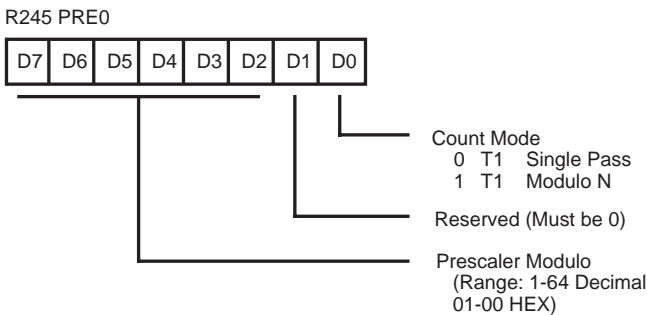 R245 PRE0
D7 D6 D5 D4 D3 D2 D1 D0
Count Mode
0 T1 Single Pass
1 T1 Modulo N
Reserved (Must be 0)
Prescaler Modulo
(Range: 1-64 Decimal
01-00 HEX)